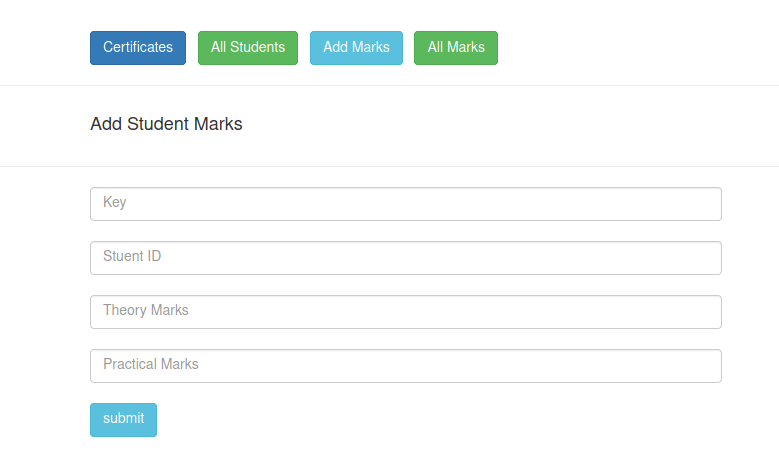 Certificates All Students Add Marks All Marks
Add Student Marks
Key
Stuent ID
Theory Marks
Practical Marks
submit